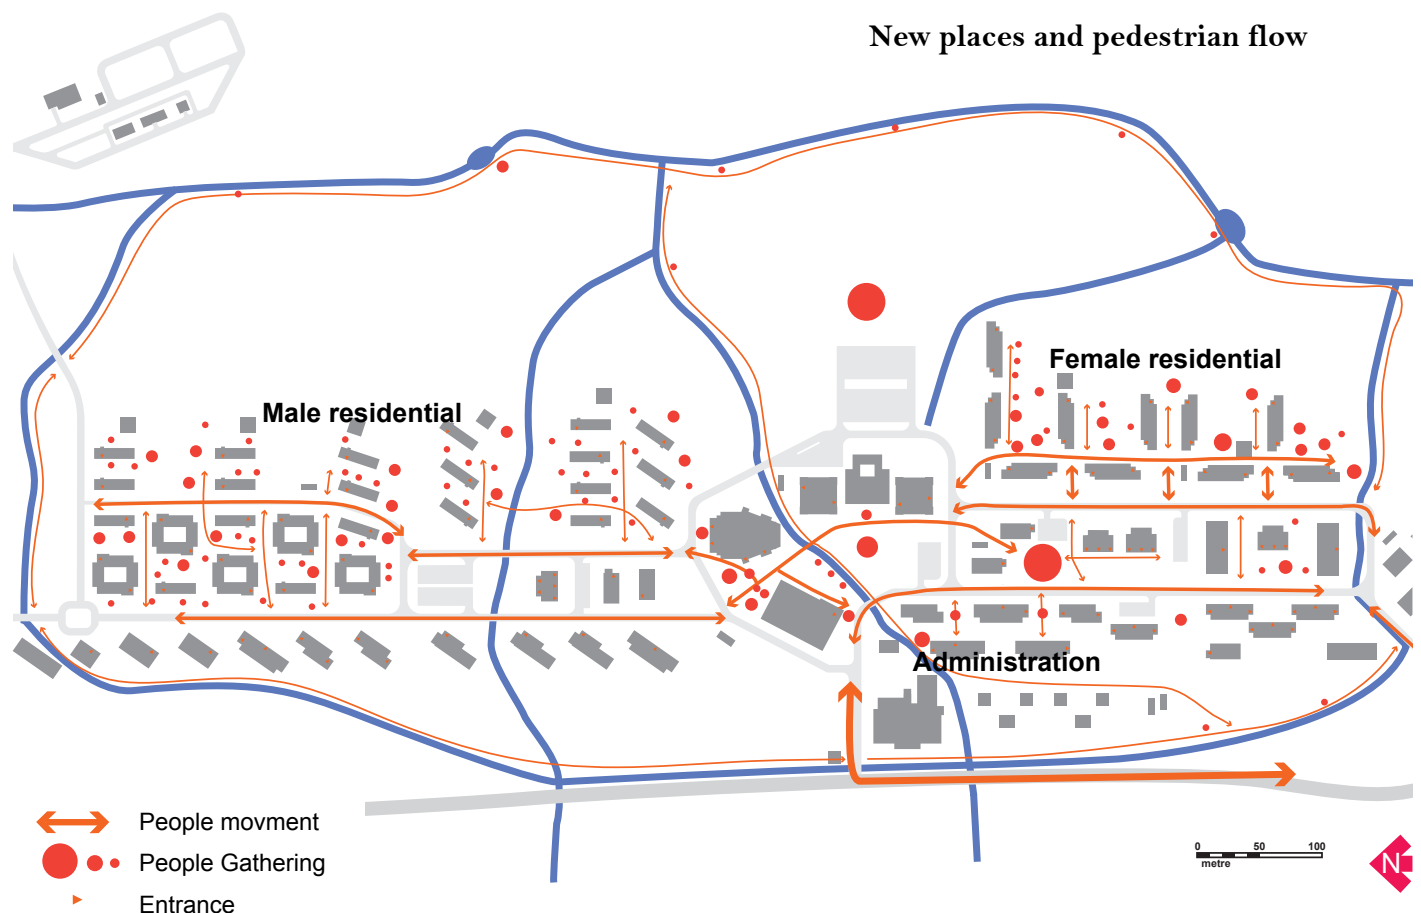 New places and pedestrian flow
Female residential
Male residential
Administration
People movment
People Gathering
Entrance
0 50 100
metre
N